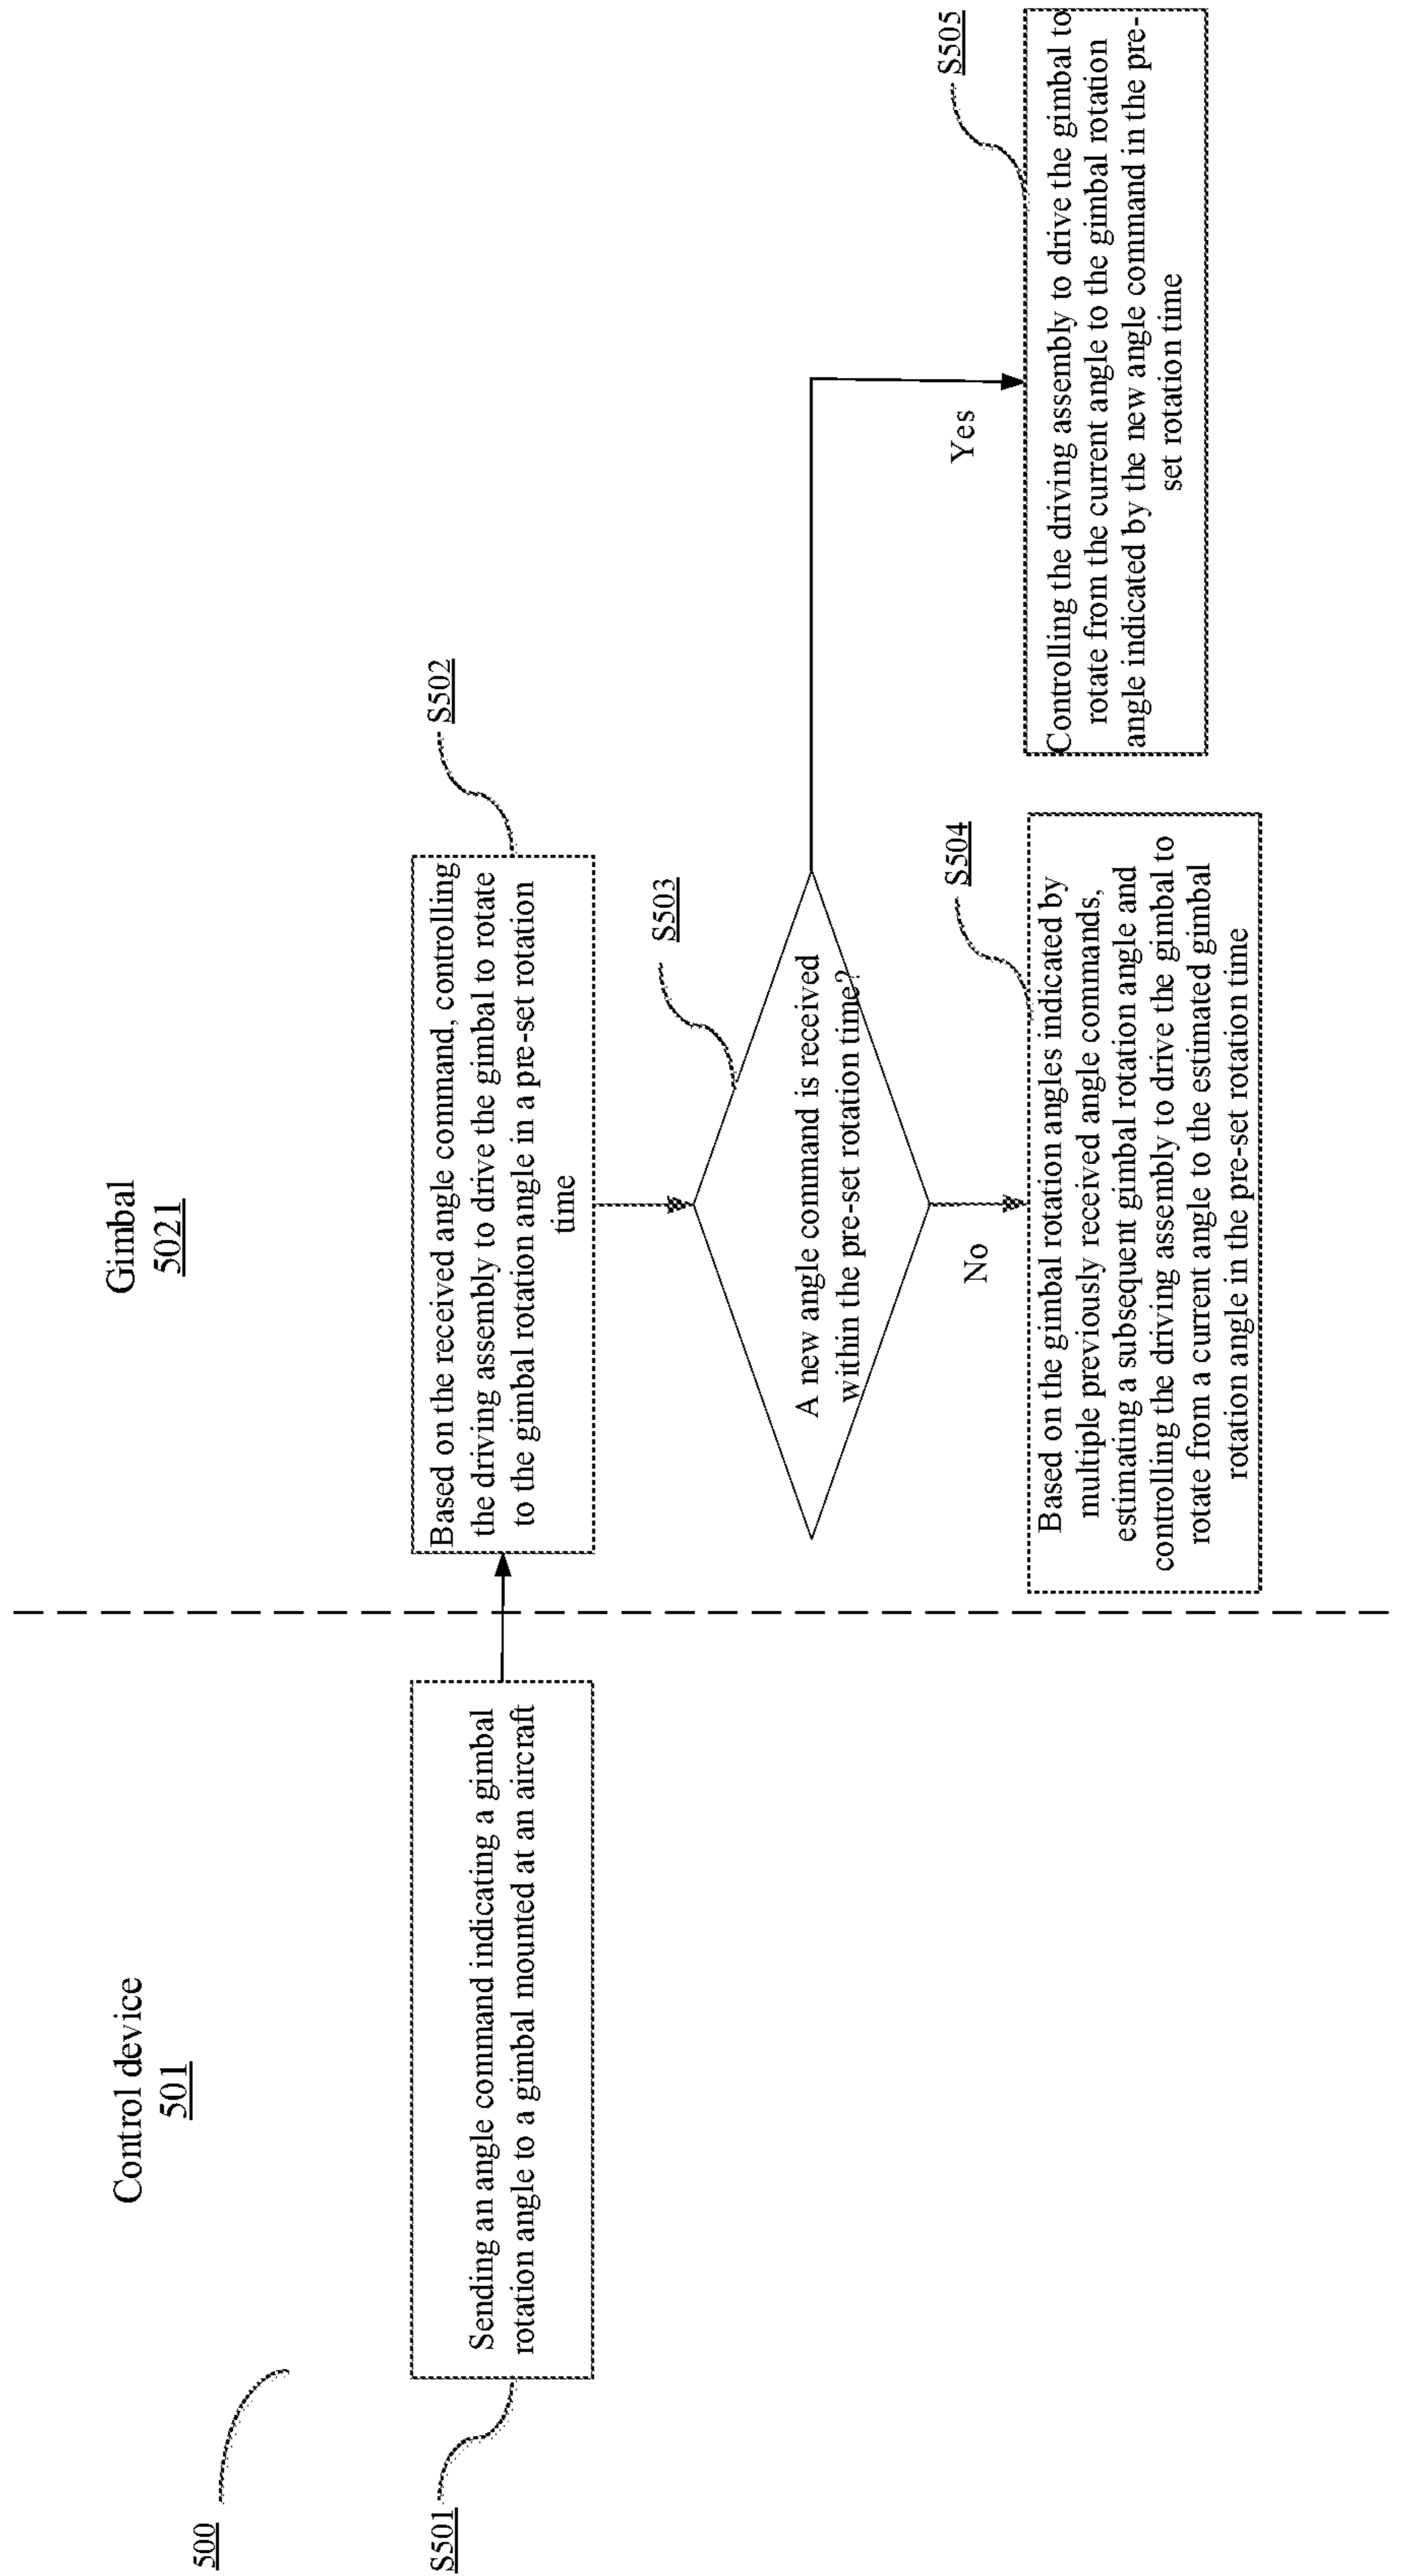 500
Control device
501
Gimbal
5021
S501
Sending an angle command indicating a gimbal
rotation angle to a gimbal mounted at an aircraft
S502
Based on the received angle command, controlling
the driving assembly to drive the gimbal to rotate
to the gimbal rotation angle in a pre-set rotation
time
S503
A new angle command is received
within the pre-set rotation time?
No
Yes
S504
Based on the gimbal rotation angles indicated by
multiple previously received angle commands,
estimating a subsequent gimbal rotation angle and
controlling the driving assembly to drive the gimbal to
rotate from a current angle to the estimated gimbal
rotation angle in the pre-set rotation time
S505
Controlling the driving assembly to drive the gimbal to
rotate from the current angle to the gimbal rotation
angle indicated by the new angle command in the pre-
set rotation time